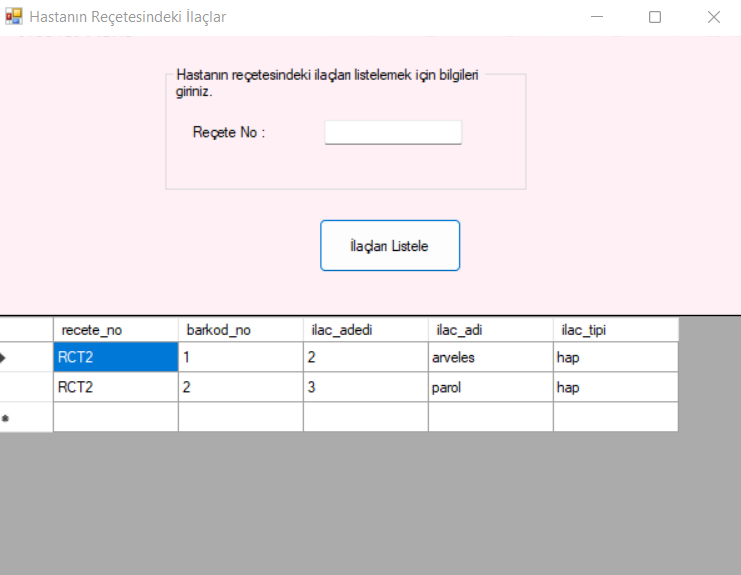 Hastanın Reçetesindeki İlaçlar
Hastanın reçetesindeki ilaçları listelemek için bilgileri
giriniz.
Reçete No :
İlaçları Listele
recete_no barkod_no ilac_adedi ilac_adi ilac_tipi
RCT2 1 2 arveles hap
RCT2 2 3 parol hap